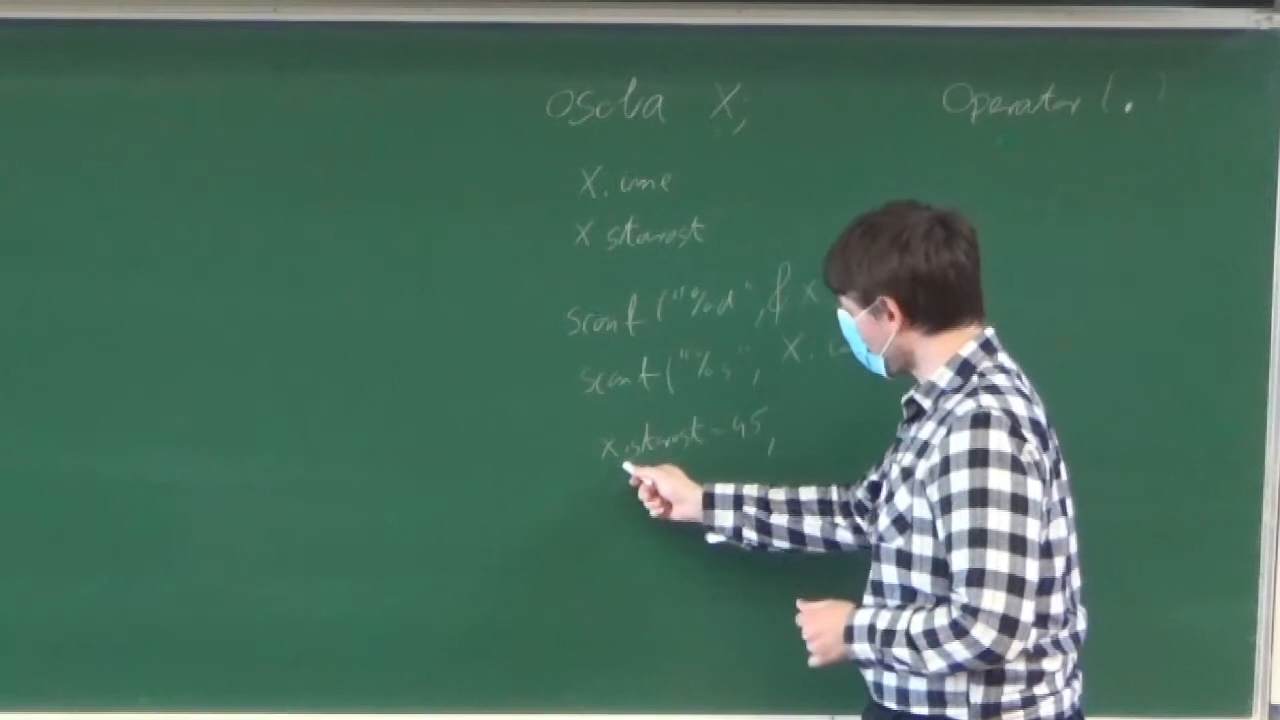 osoba X;
Operator (.)
X. ime
X starost
scanf ("%d", & X
scanf ("%s", X.
x.starost = 45,